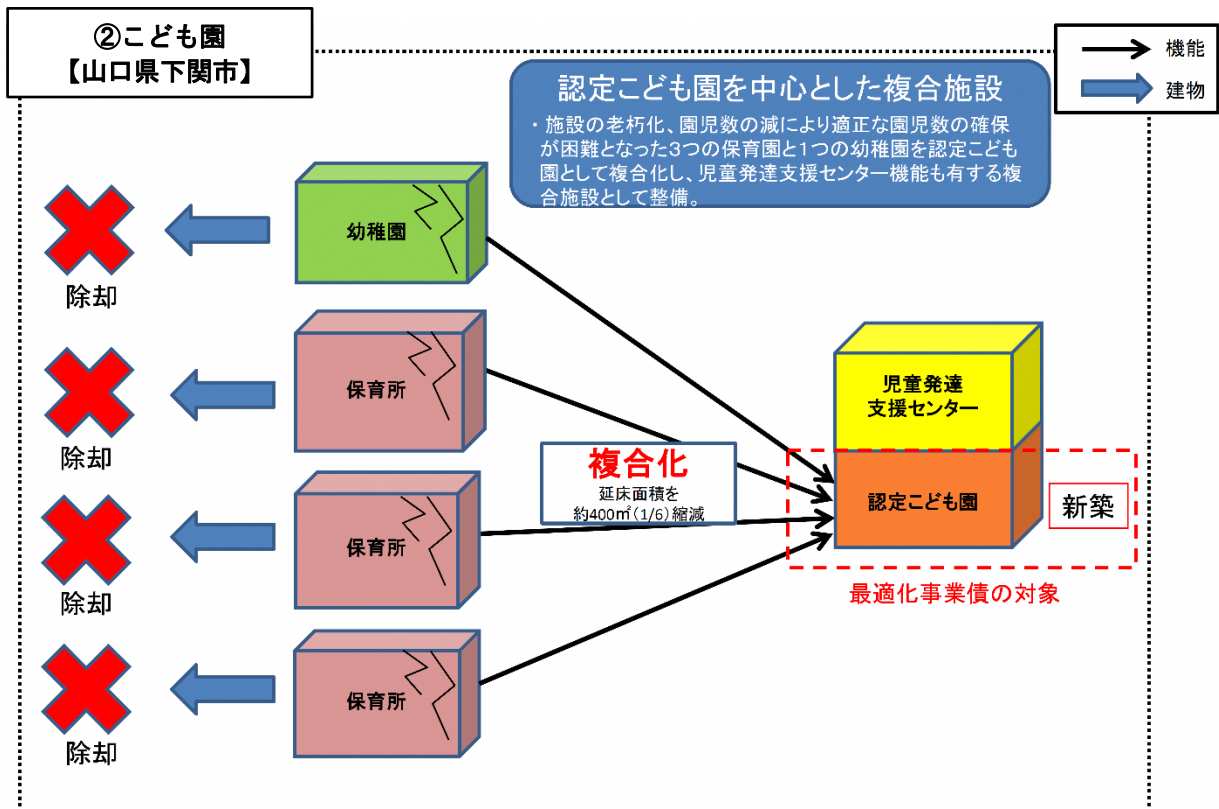 ②こども園
【山口県下関市】
機能
建物
認定こども園を中心とした複合施設
・施設の老朽化、園児数の減により適正な園児数の確保
が困難となった3つの保育園と1つの幼稚園を認定こども
園として複合化し、児童発達支援センター機能も有する複
合施設として整備。
幼稚園
除却
保育所
除却
児童発達
支援センター
複合化
延床面積を
約400㎡(1/6)縮減
認定こども園
新築
保育所
除却
最適化事業債の対象
保育所
除却